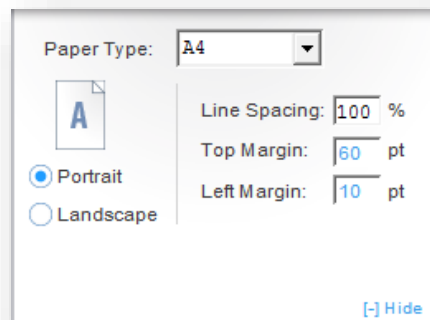 Paper Type: A4
A
Line Spacing: 100 %
Top Margin: 60 pt
Left Margin: 10 pt
Portrait
Landscape
[-] Hide